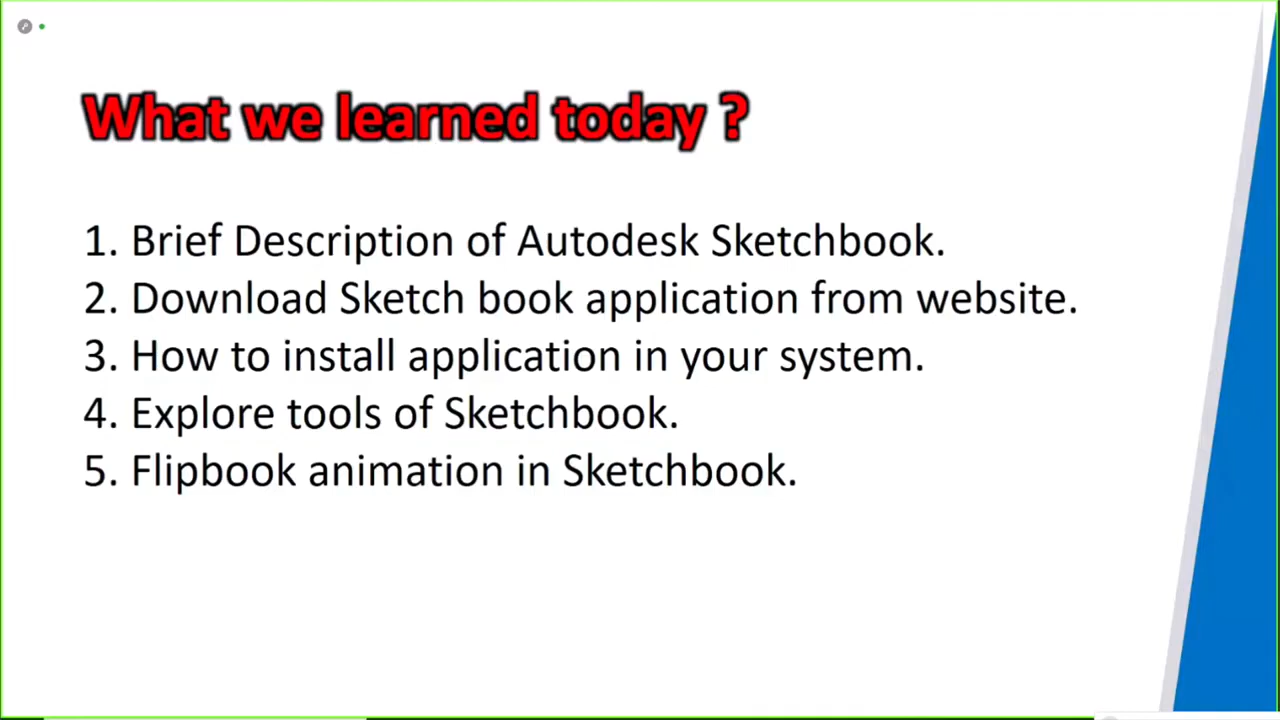 What we learned today ?
1. Brief Description of Autodesk Sketchbook.
2. Download Sketch book application from website.
3. How to install application in your system.
4. Explore tools of Sketchbook.
5. Flipbook animation in Sketchbook.